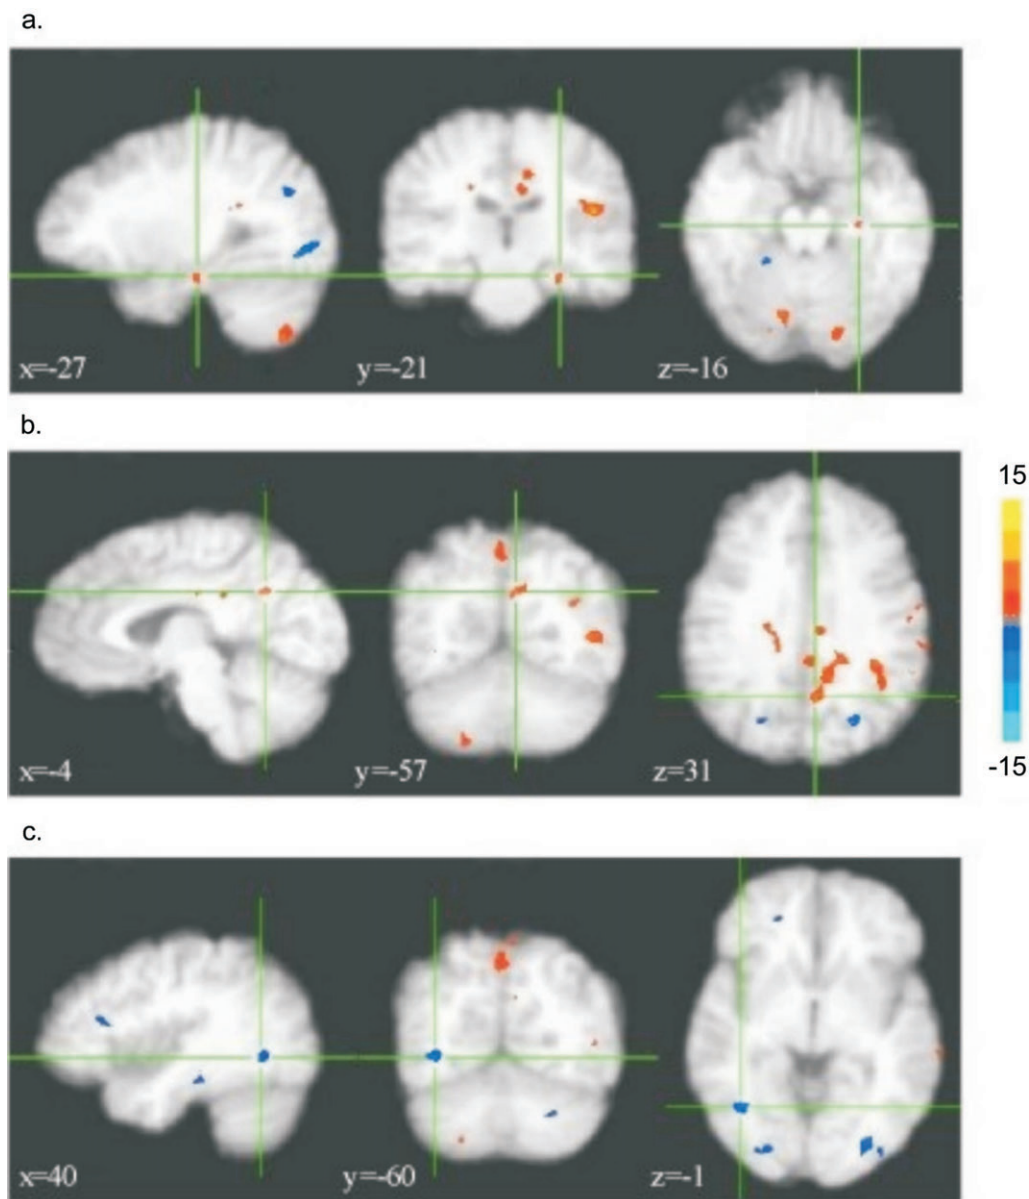 a.
x=-27
y=-21
z=-16
b.
15
x=-4
y=-57
z=31
-15
c.
x=40
y=-60
z=-1